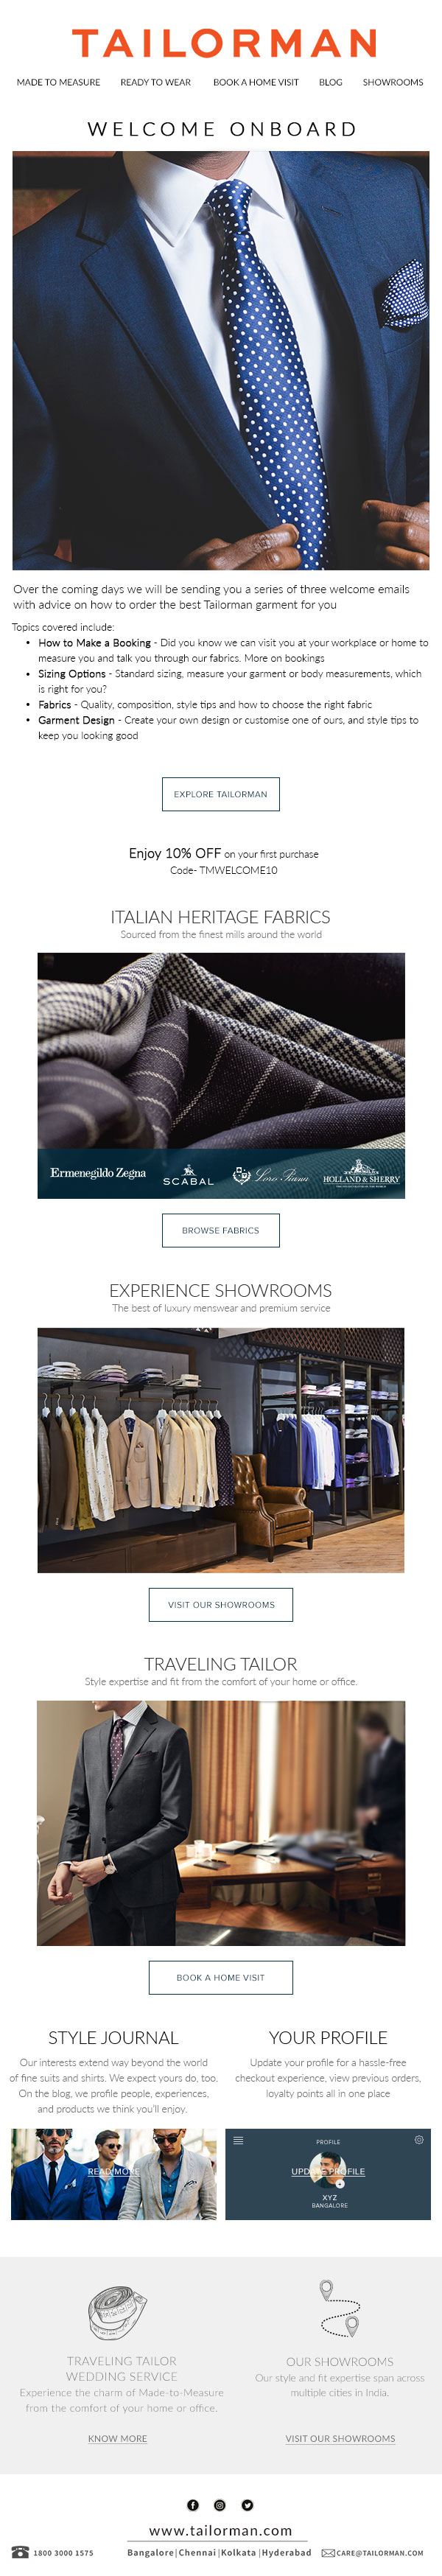 TAILORMAN
MADE TO MEASURE READY TO WEAR BOOK A HOME VISIT BLOG SHOWROOMS
WELCOME ONBOARD
Over the coming days we will be sending you a series of three welcome emails
with advice on how to order the best Tailorman garment for you
Topics covered include:
• How to Make a Booking - Did you know we can visit you at your workplace or home to
measure you and talk you through our fabrics. More on bookings
• Sizing Options - Standard sizing, measure your garment or body measurements, which
is right for you?
• Fabrics - Quality, composition, style tips and how to choose the right fabric
• Garment Design - Create your own design or customise one of ours, and style tips to
keep you looking good
EXPLORE TAILORMAN
Enjoy 10% OFF on your first purchase
Code- TMWELCOME10
ITALIAN HERITAGE FABRICS
Sourced from the finest mills around the world
Ermenegildo Zegna SCABAL Loro Piana HOLLAND & SHERRY
BROWSE FABRICS
EXPERIENCE SHOWROOMS
The best of luxury menswear and premium service
VISIT OUR SHOWROOMS
TRAVELING TAILOR
Style expertise and fit from the comfort of your home or office.
BOOK A HOME VISIT
STYLE JOURNAL
Our interests extend way beyond the world
of fine suits and shirts. We expect yours do, too.
On the blog, we profile people, experiences,
and products we think you'll enjoy.
READ MORE
YOUR PROFILE
Update your profile for a hassle-free
checkout experience, view previous orders,
loyalty points all in one place
PROFILE
UPDATE PROFILE
XYZ
BANGALORE
TRAVELING TAILOR
WEDDING SERVICE
Experience the charm of Made-to-Measure
from the comfort of your home or office.
KNOW MORE
OUR SHOWROOMS
Our style and fit expertise span across
multiple cities in India.
VISIT OUR SHOWROOMS
www.tailorman.com
1800 3000 1575 Bangalore|Chennai|Kolkata|Hyderabad CARE@TAILORMAN.COM